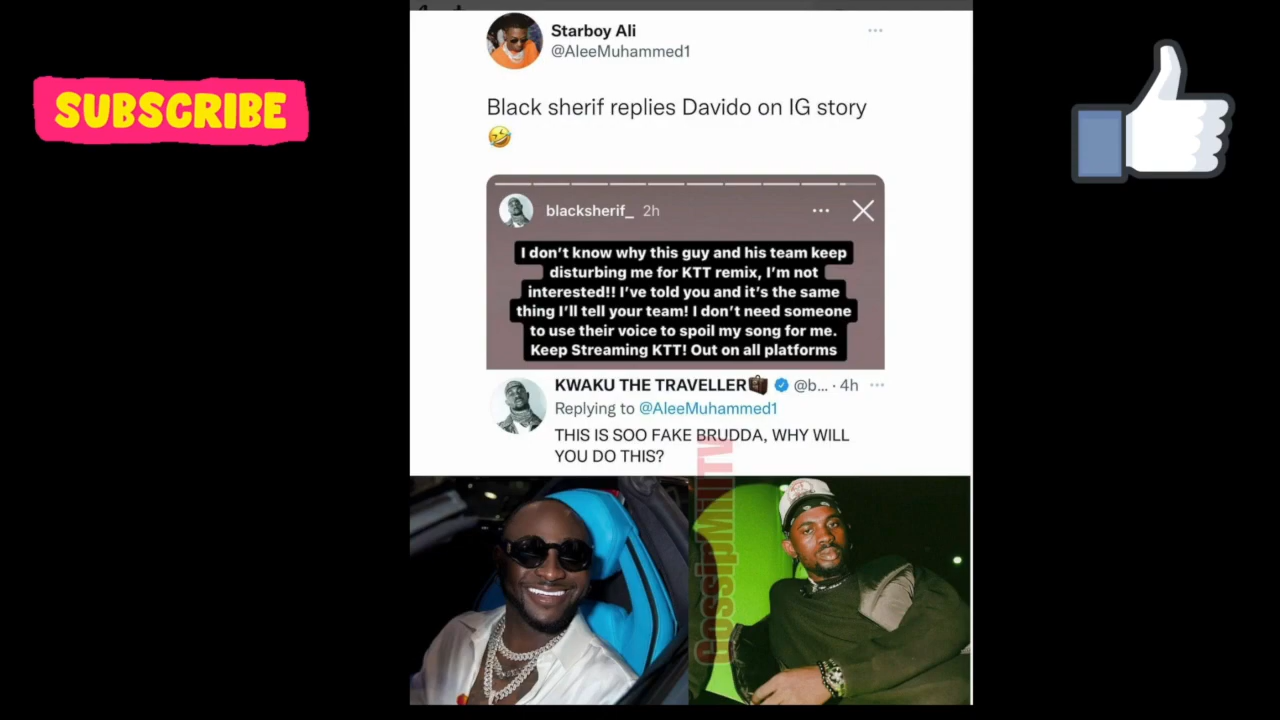 SUBSCRIBE
Starboy Ali
@AleeMuhammed1
Black sherif replies Davido on IG story
blacksherif_ 2h
I don't know why this guy and his team keep
disturbing me for KTT remix, I'm not
interested!! I've told you and it's the same
thing I'll tell your team! I don't need someone
to use their voice to spoil my song for me.
Keep Streaming KTT! Out on all platforms
KWAKU THE TRAVELLER @b... · 4h
Replying to @AleeMuhammed1
THIS IS SOO FAKE BRUDDA, WHY WILL
YOU DO THIS?
GossipMillTV